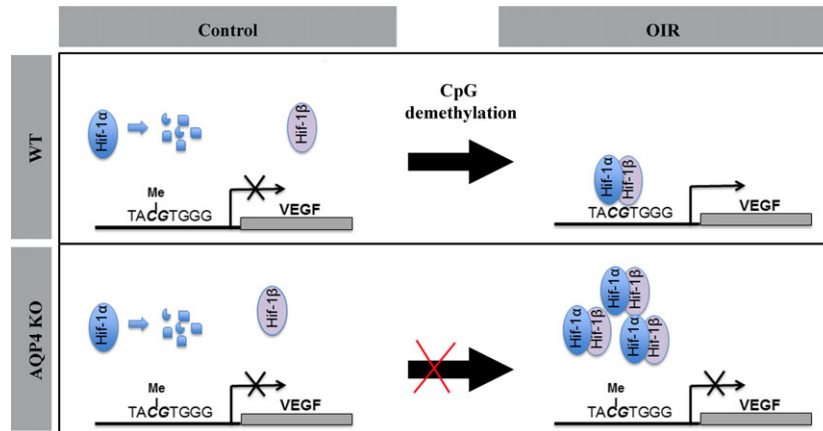 Control
OIR
WT
Hif-1α
Hif-1β
CpG
demethylation
Me
TACGTGGG
VEGF
Hif-1α
Hif-1β
TACGTGGG
VEGF
AQP4 KO
Hif-1α
Hif-1β
Me
TACGTGGG
VEGF
Hif-1α
Hif-1β
Hif-1α
Hif-1β
Hif-1α
Hif-1β
Me
TACGTGGG
VEGF